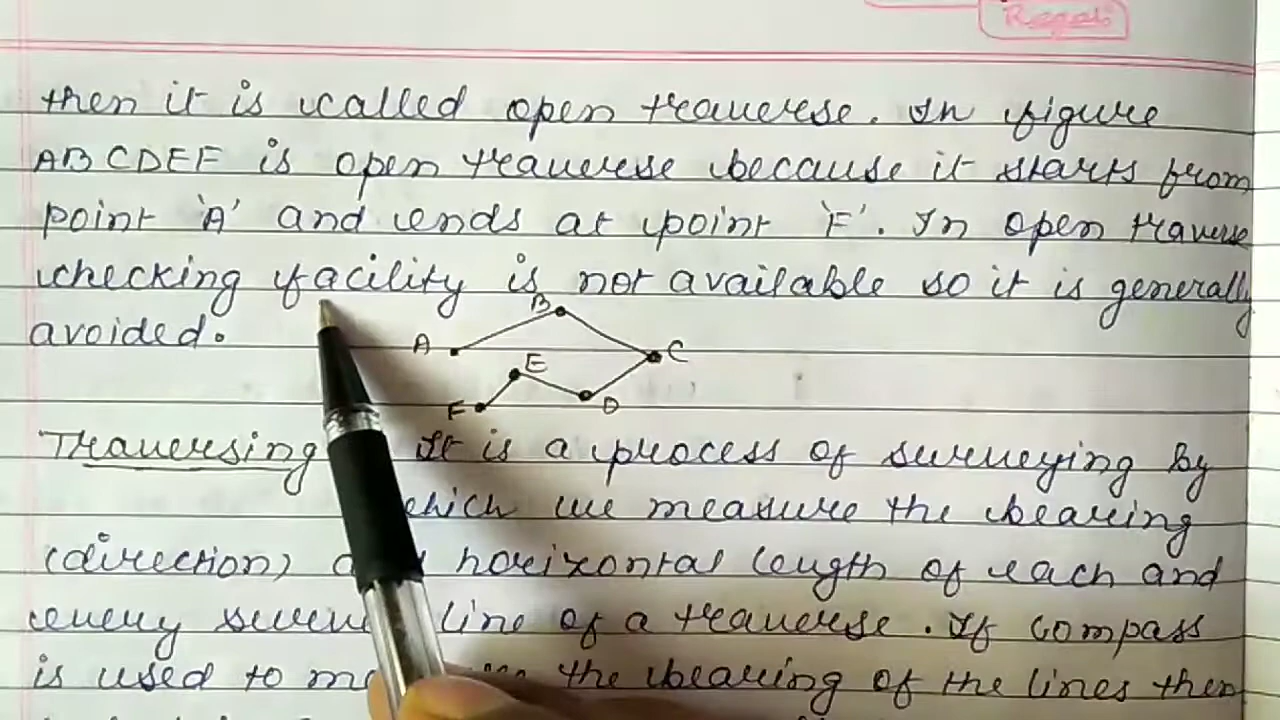 then it is called open traverse. In figure
ABCDEF is open traverse because it starts from
point 'A' and ends at point 'F'. In open traverse
checking facility is not available so it is generally
avoided.
B
A
C
E
D
F
Traversing It is a process of surveying by
which we measure the bearing
(direction) horizontal length of each and
every line of a traverse. If compass
is used to the bearing of the lines then